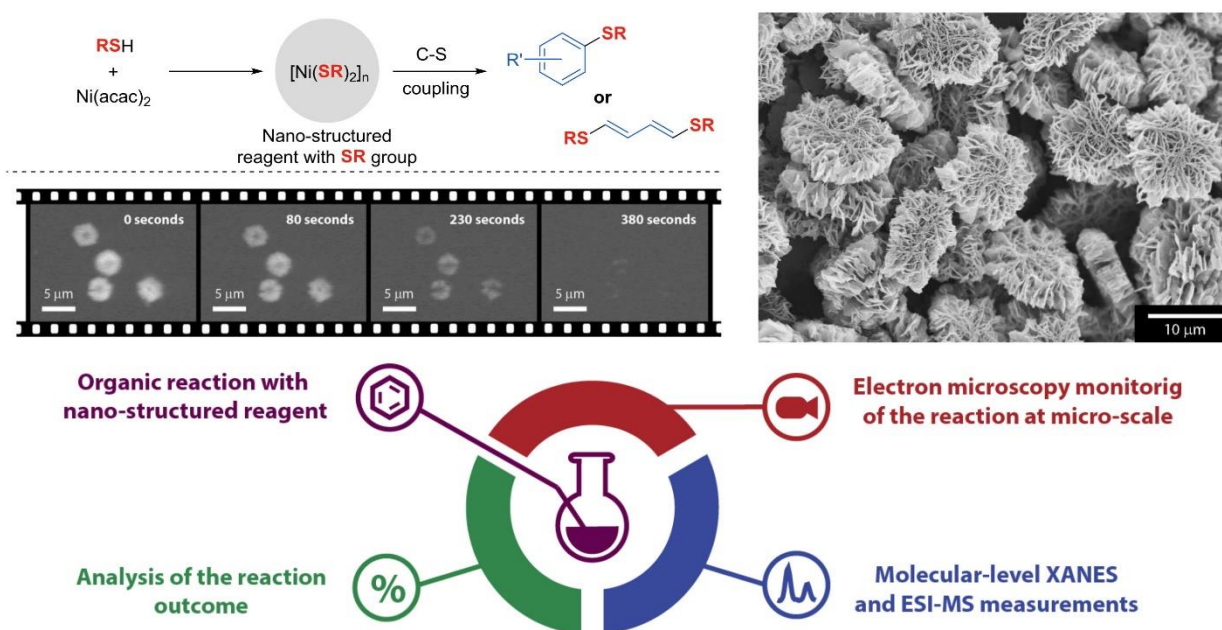 RSH
+
Ni(acac)2
[Ni(SR)2]n
Nano-structured
reagent with SR group
C-S
coupling
SR
R'
or
RS
SR
0 seconds
5 µm
80 seconds
5 µm
230 seconds
5 µm
380 seconds
5 µm
10 µm
Organic reaction with
nano-structured reagent
Electron microscopy monitorig
of the reaction at micro-scale
Analysis of the reaction
outcome
%
Molecular-level XANES
and ESI-MS measurements